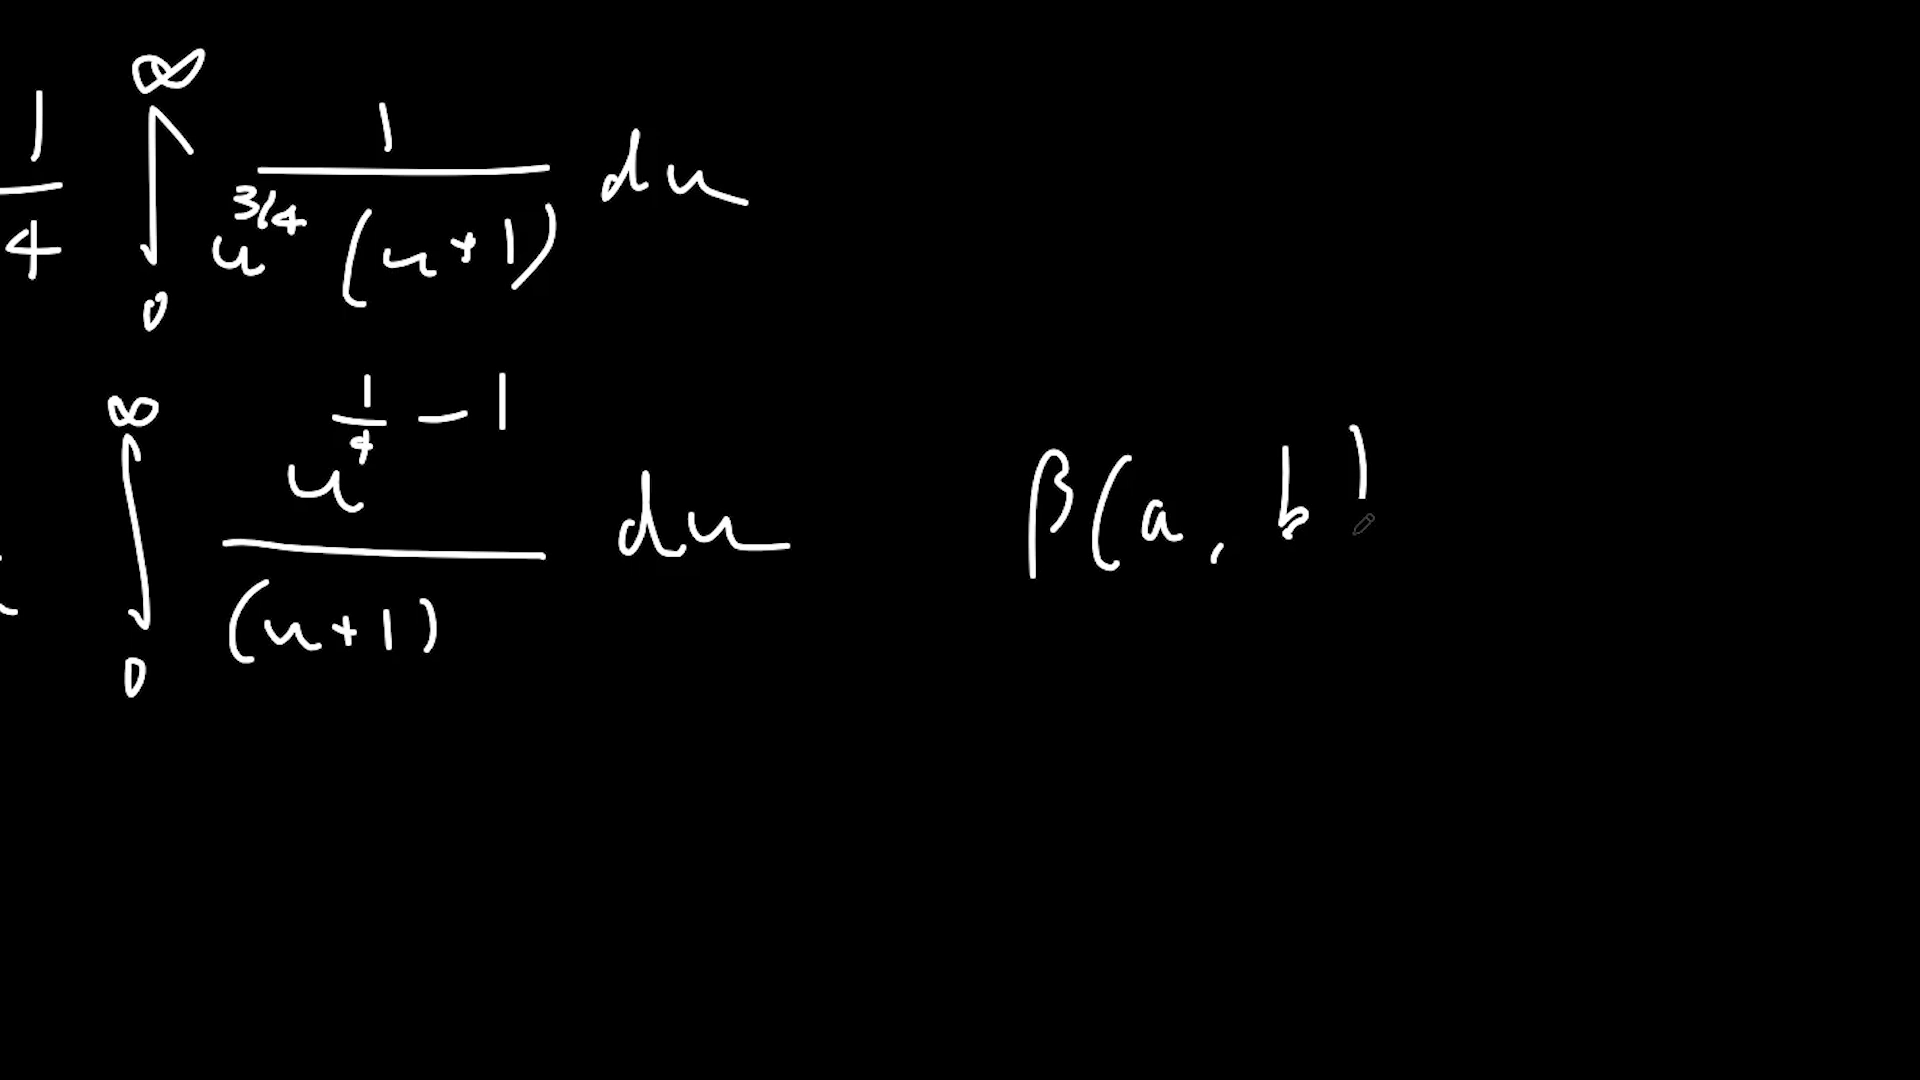 1/4 ∫₀^∞ 1/(u^(3/4) (u+1)) du
∫₀^∞ u^(1/4 − 1)/(u+1) du
β(a, b)